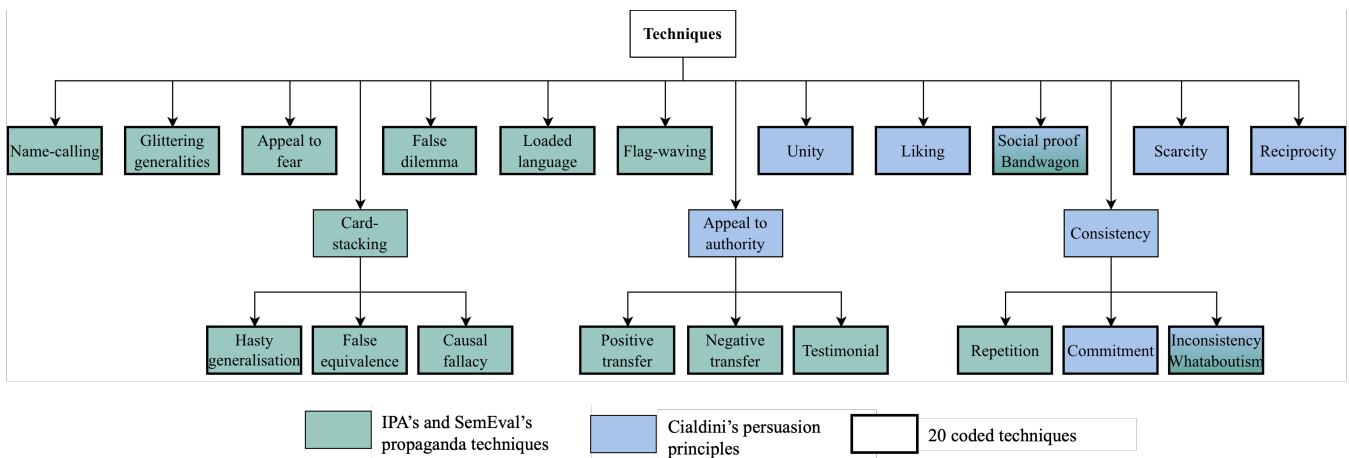 Techniques
Name-calling
Glittering
generalities
Appeal to
fear
False
dilemma
Loaded
language
Flag-waving
Unity
Liking
Social proof
Bandwagon
Scarcity
Reciprocity
Card-
stacking
Appeal to
authority
Consistency
Hasty
generalisation
False
equivalence
Causal
fallacy
Positive
transfer
Negative
transfer
Testimonial
Repetition
Commitment
Inconsistency
Whataboutism
IPA's and SemEval's
propaganda techniques
Cialdini's persuasion
principles
20 coded techniques